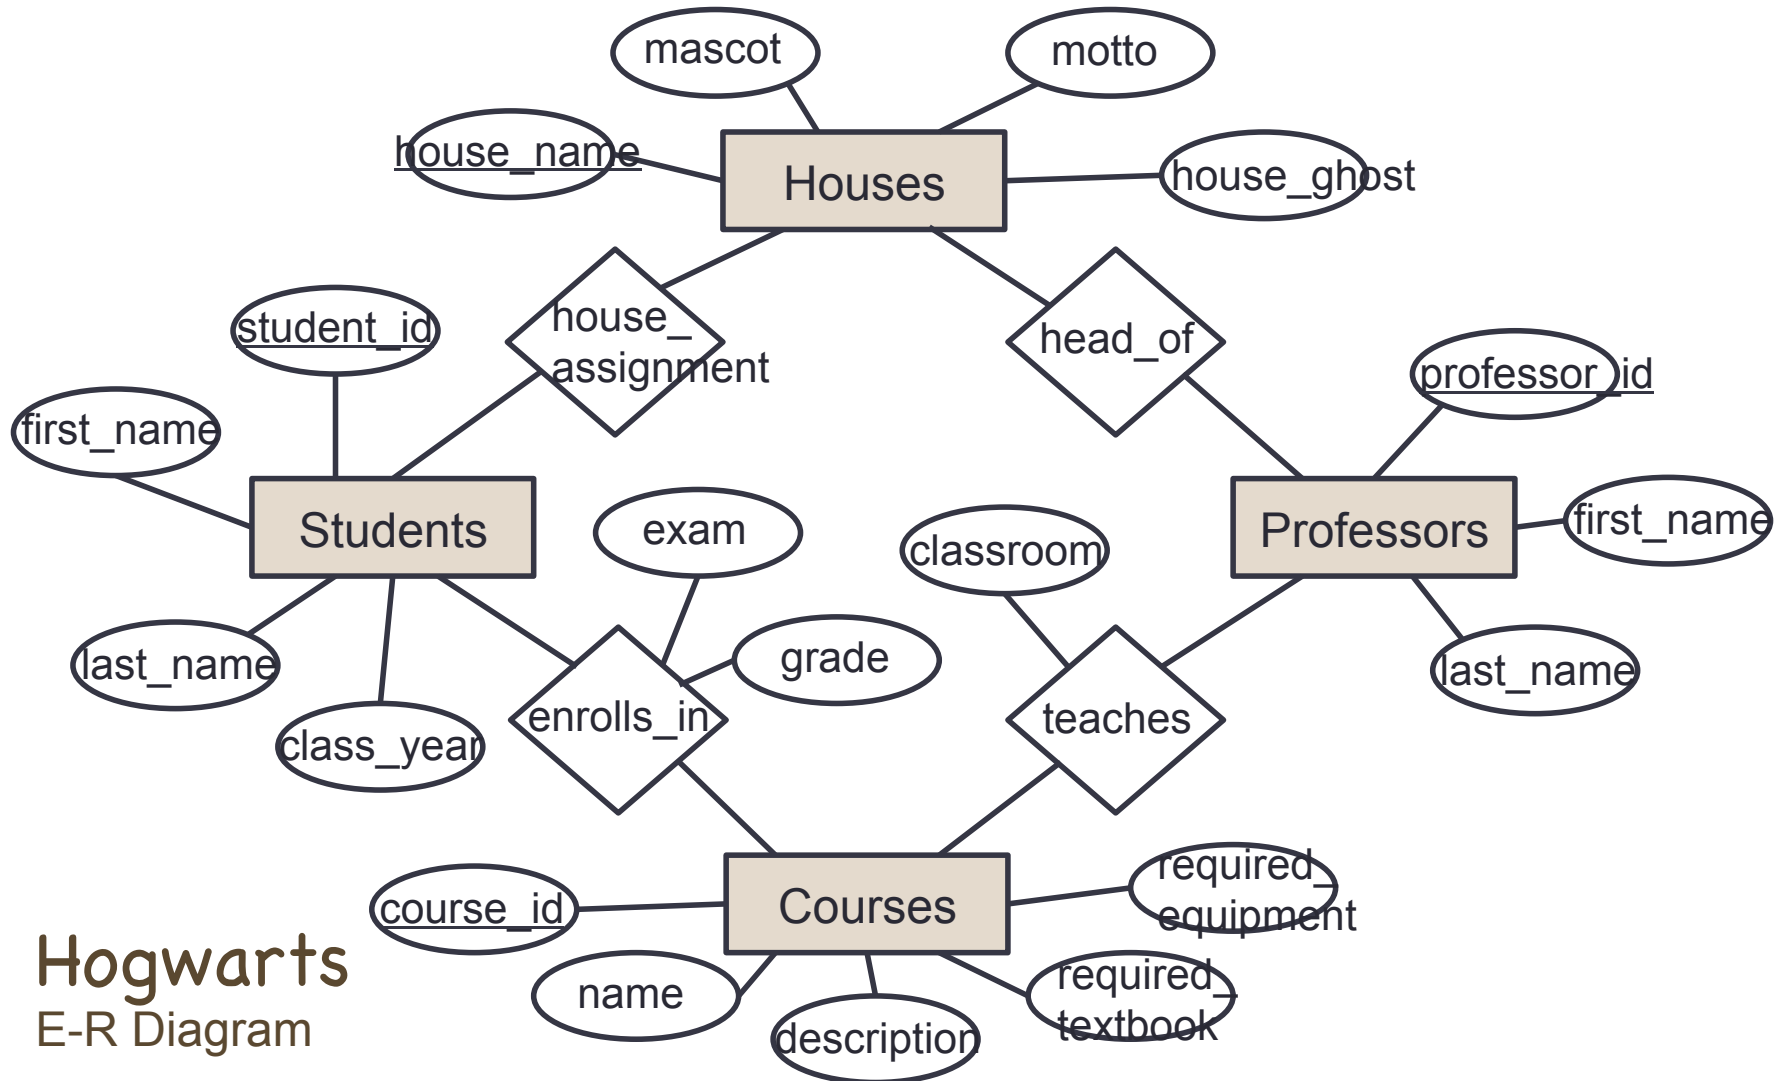 mascot
motto
house_name
Houses
house_ghost
house_
assignment
head_of
student_id
professor_id
first_name
Students
exam
classroom
Professors
first_name
last_name
grade
last_name
class_year
enrolls_in
teaches
course_id
Courses
required_
equipment
name
description
required_
textbook
Hogwarts
E-R Diagram